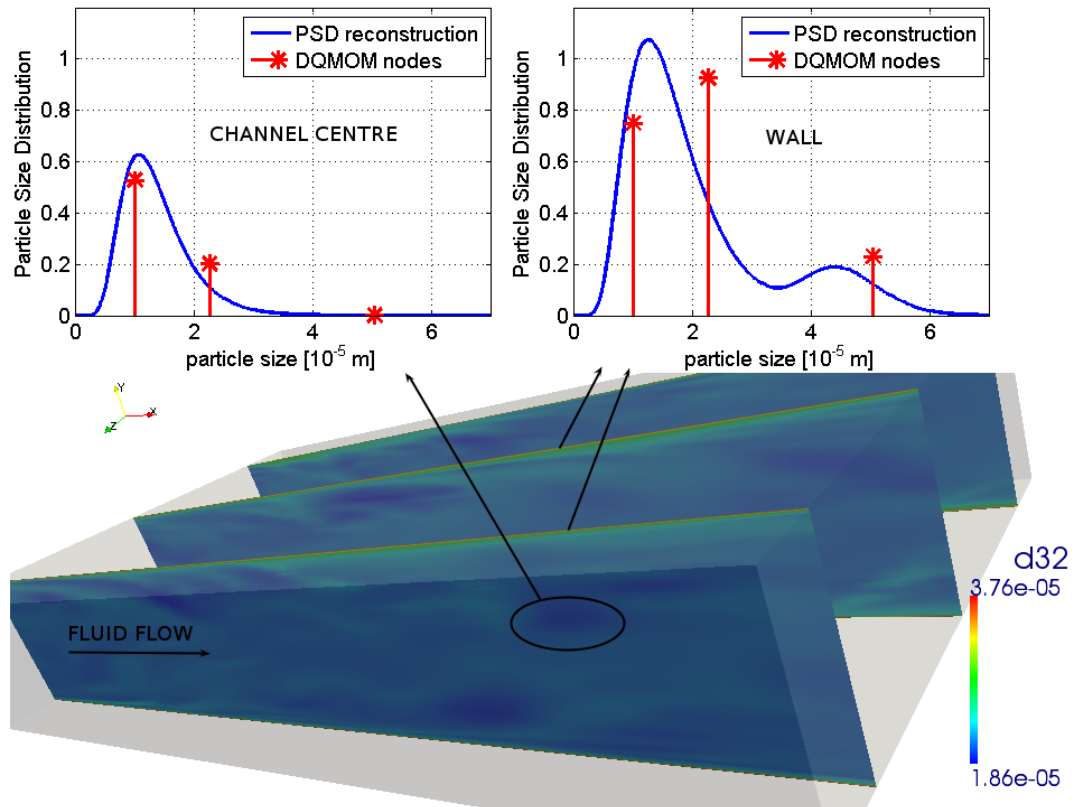 PSD reconstruction
DQMOM nodes
CHANNEL CENTRE
Particle Size Distribution
1
0.8
0.6
0.4
0.2
0
0 2 4 6
particle size [10⁻⁵ m]
PSD reconstruction
DQMOM nodes
WALL
Particle Size Distribution
1
0.8
0.6
0.4
0.2
0
0 2 4 6
particle size [10⁻⁵ m]
Y
X
Z
FLUID FLOW
d32
3.76e-05
1.86e-05